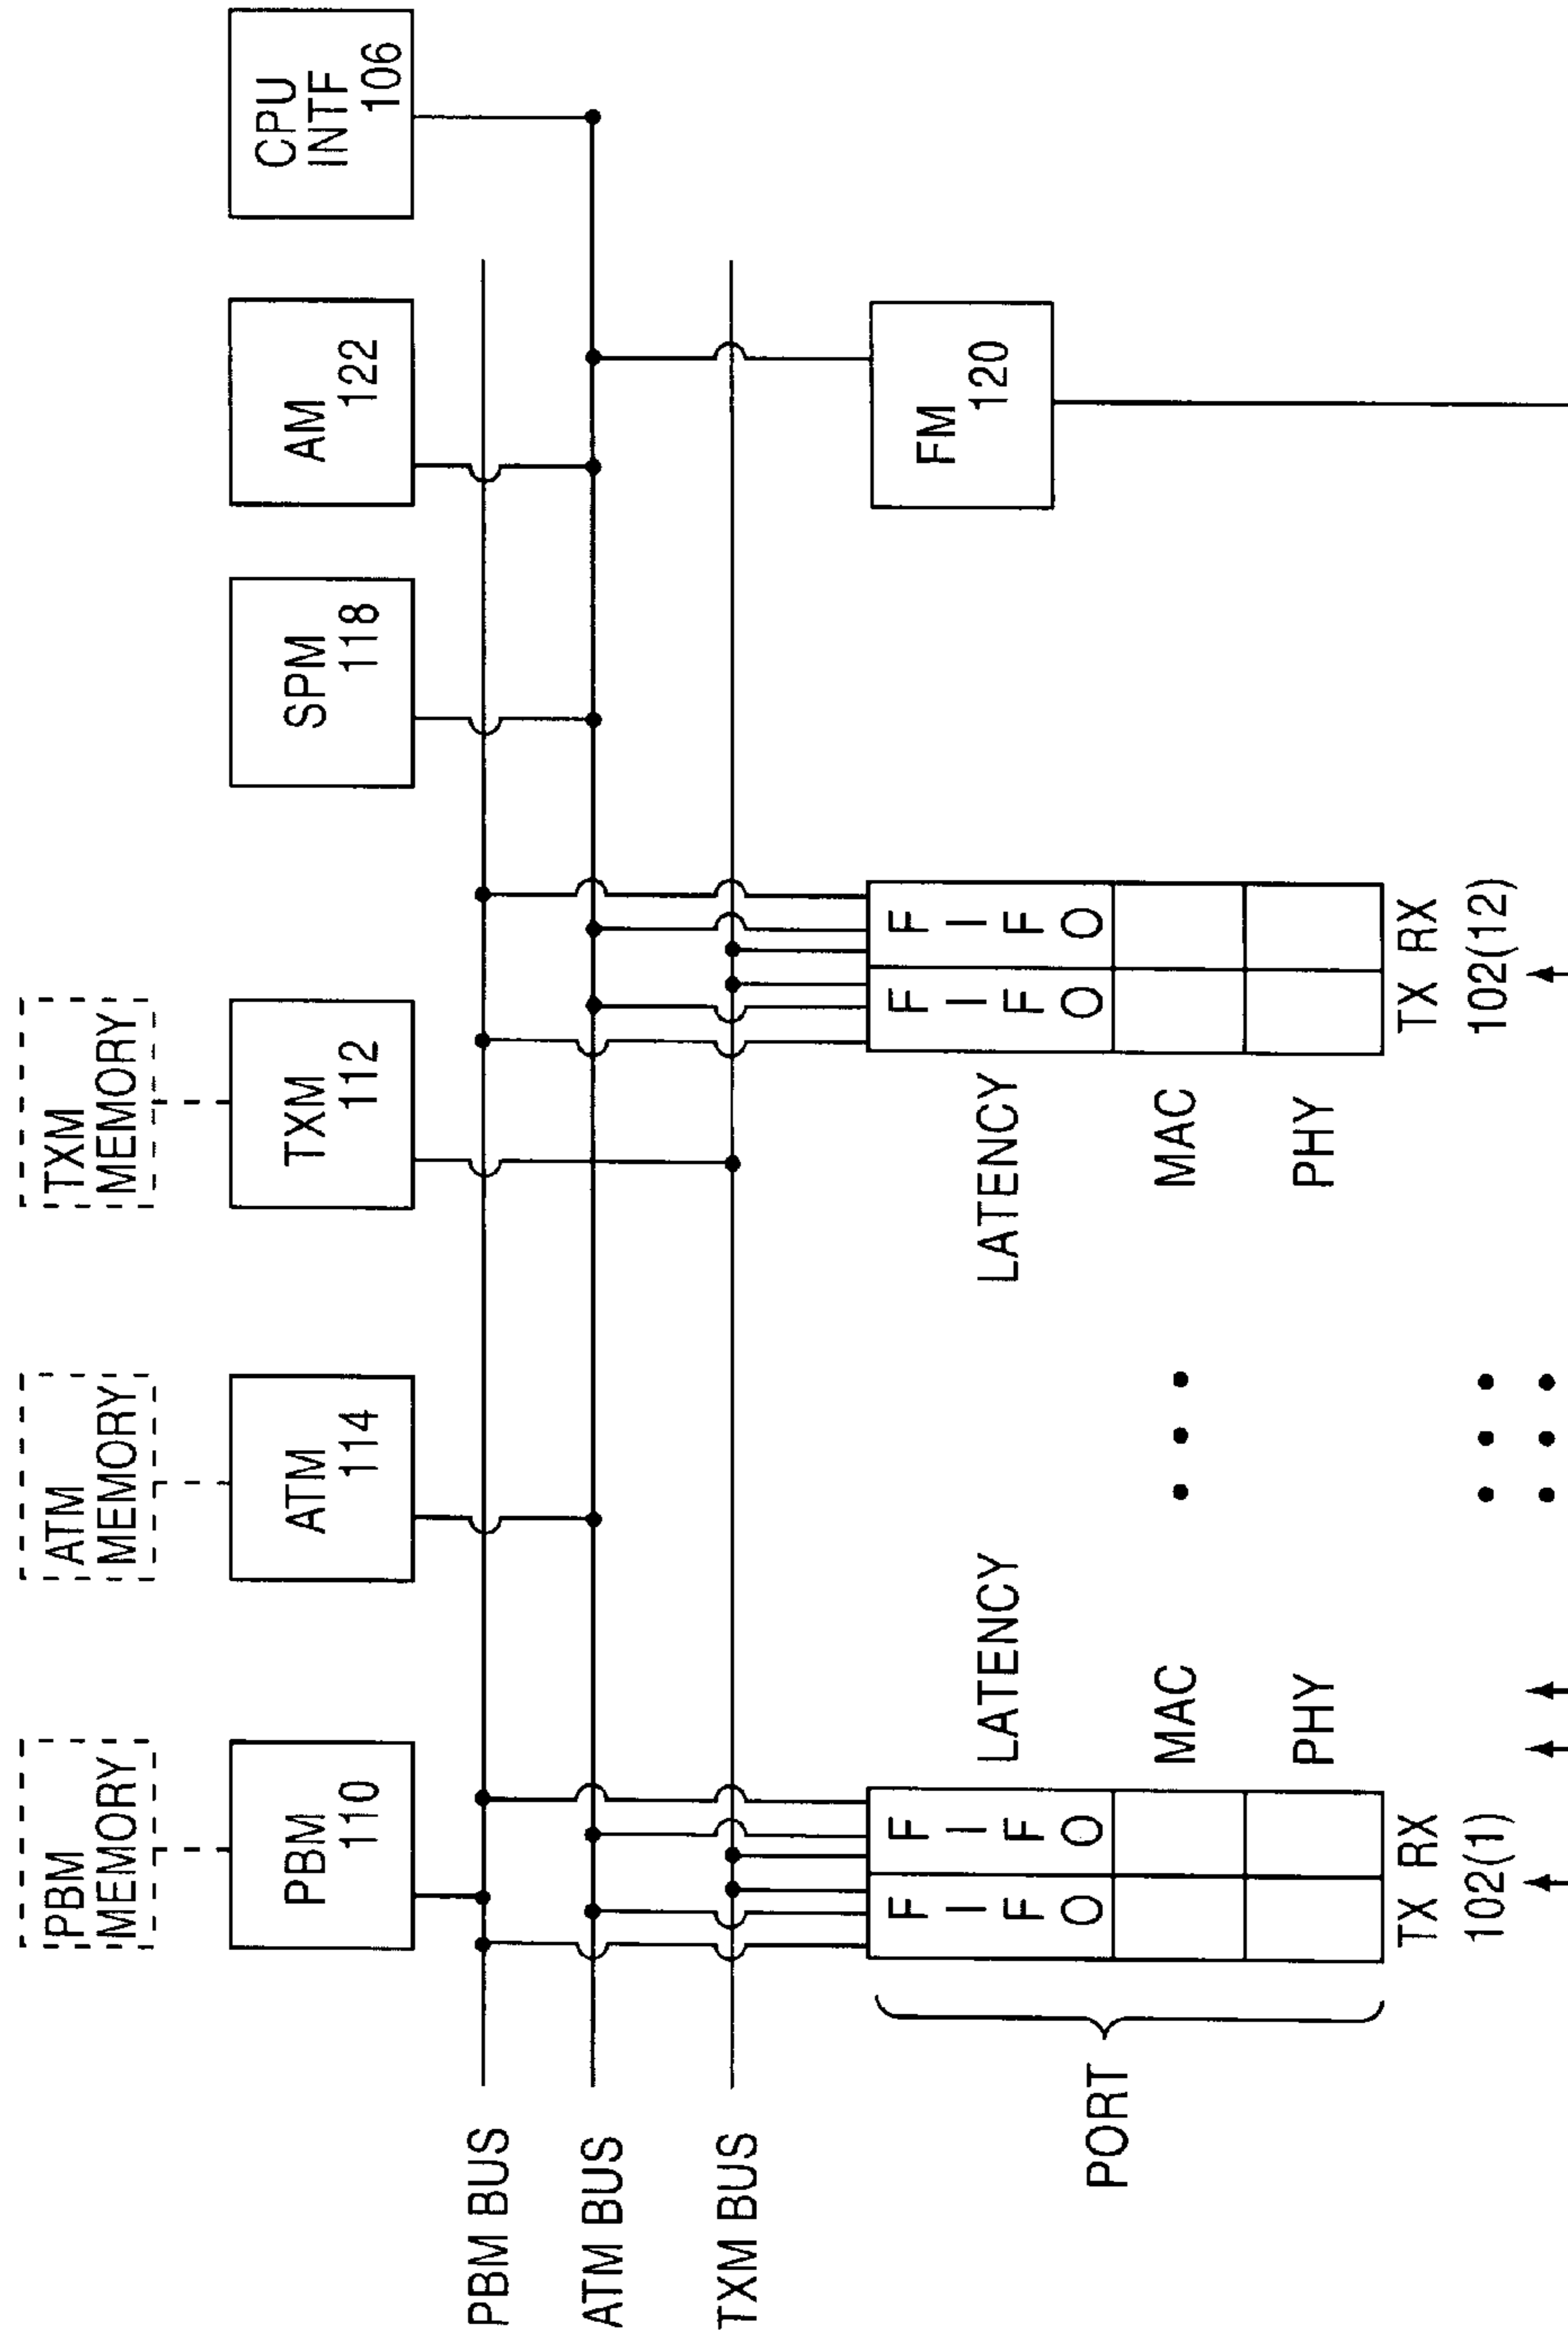 PBM
MEMORY
ATM
MEMORY
TXM
MEMORY
PBM
110
ATM
114
TXM
112
SPM
118
AM
122
CPU
INTF
106
PBM BUS
ATM BUS
TXM BUS
PORT
F
I
F
O
F
I
F
O
LATENCY
MAC
PHY
TX RX
102(1)
LATENCY
MAC
PHY
F
I
F
O
F
I
F
O
TX RX
102(12)
FM
120